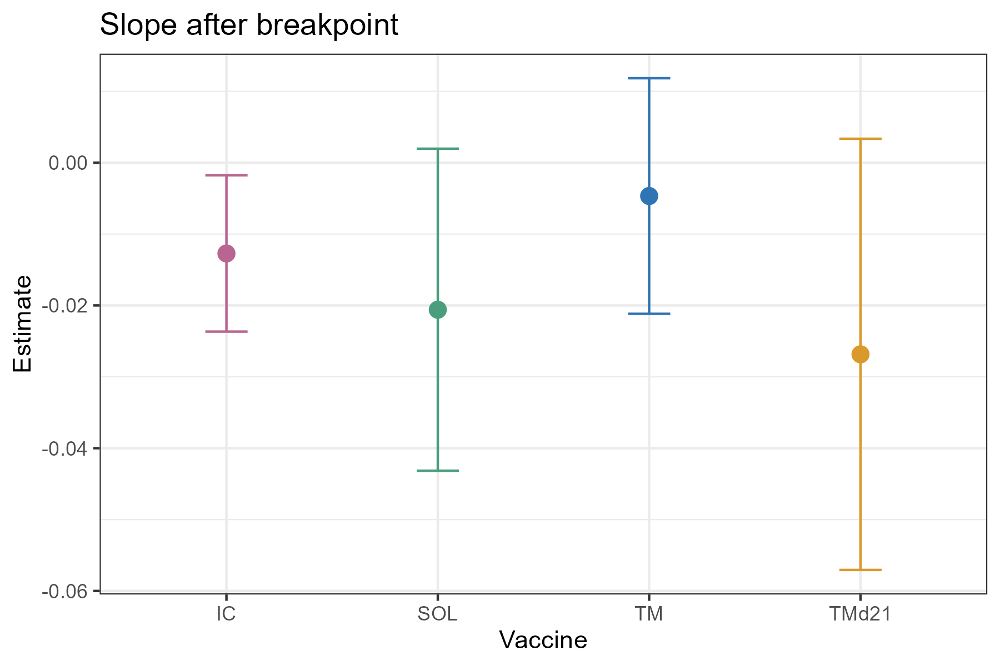 Slope after breakpoint
Estimate
0.00
-0.02
-0.04
-0.06
IC
SOL
TM
TMd21
Vaccine